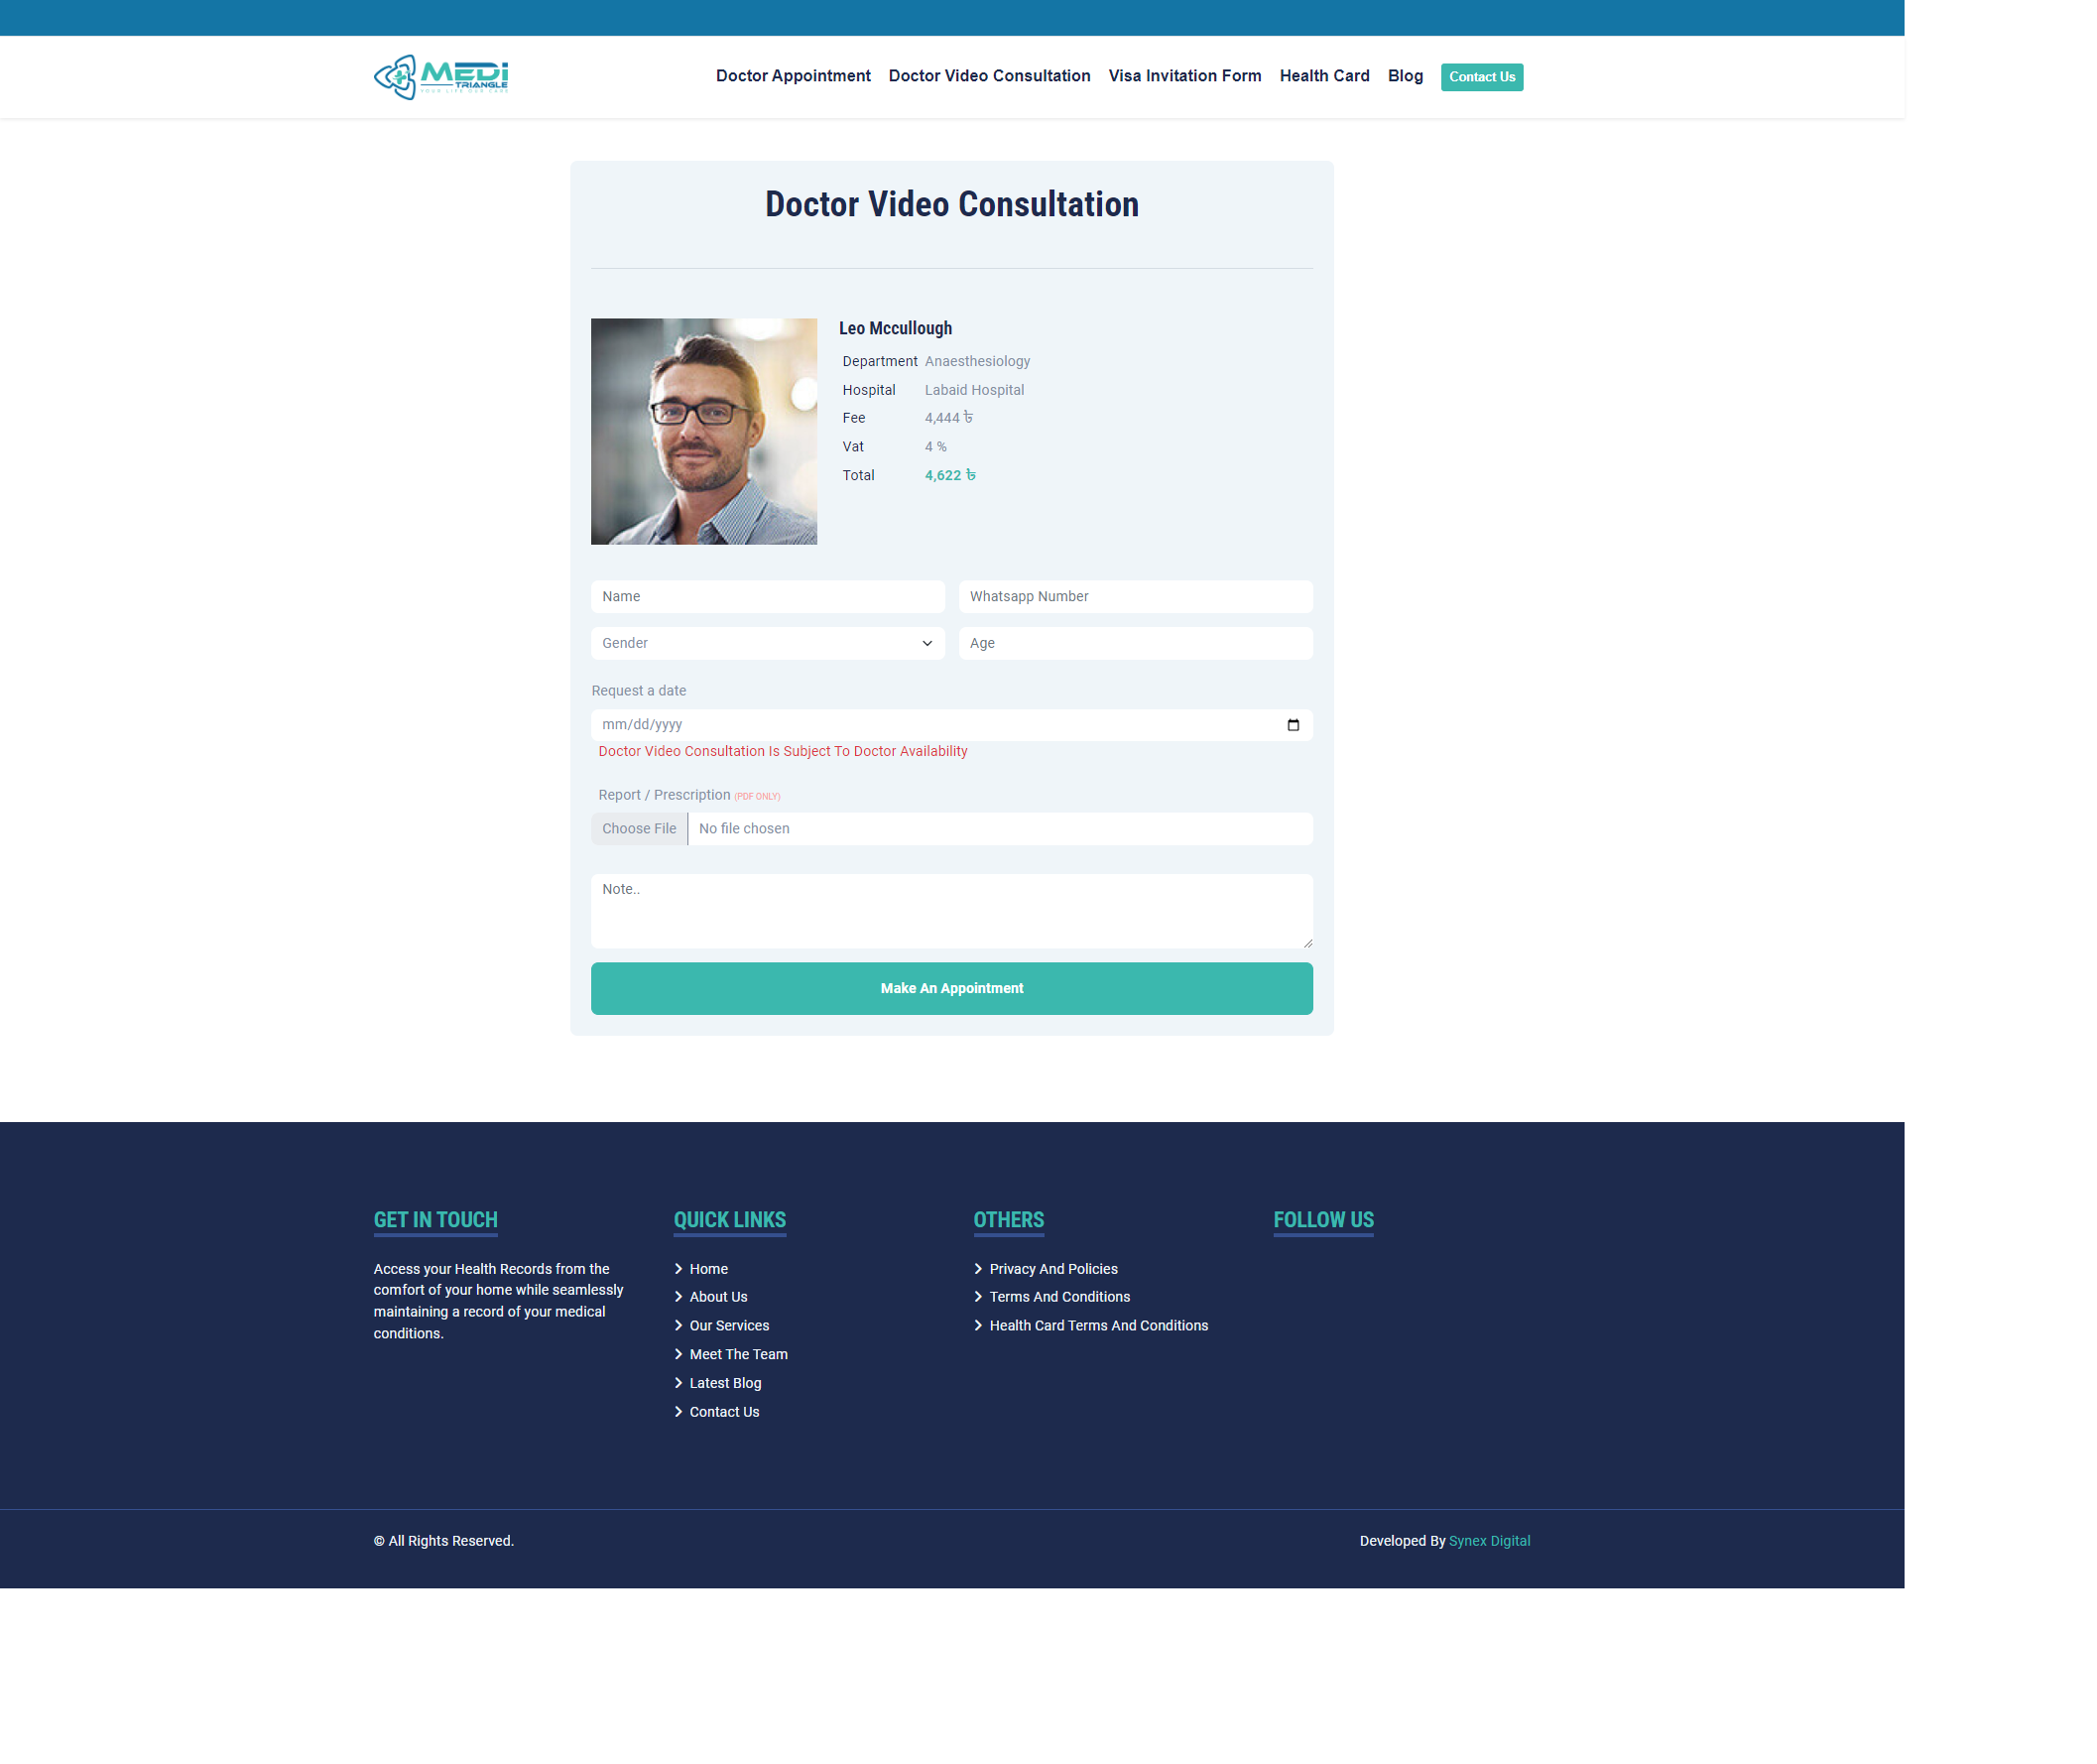 MEDI
TRIANGLE
YOUR LIFE OUR CARE
Doctor Appointment Doctor Video Consultation Visa Invitation Form Health Card Blog Contact Us
Doctor Video Consultation
Leo Mccullough
Department Anaesthesiology
Hospital Labaid Hospital
Fee 4,444 ৳
Vat 4 %
Total 4,622 ৳
Name Whatsapp Number
Gender Age
Request a date
mm/dd/yyyy
Doctor Video Consultation Is Subject To Doctor Availability
Report / Prescription (PDF ONLY)
Choose File No file chosen
Note..
Make An Appointment
GET IN TOUCH
Access your Health Records from the
comfort of your home while seamlessly
maintaining a record of your medical
conditions.
QUICK LINKS
Home
About Us
Our Services
Meet The Team
Latest Blog
Contact Us
OTHERS
Privacy And Policies
Terms And Conditions
Health Card Terms And Conditions
FOLLOW US
© All Rights Reserved.
Developed By Synex Digital